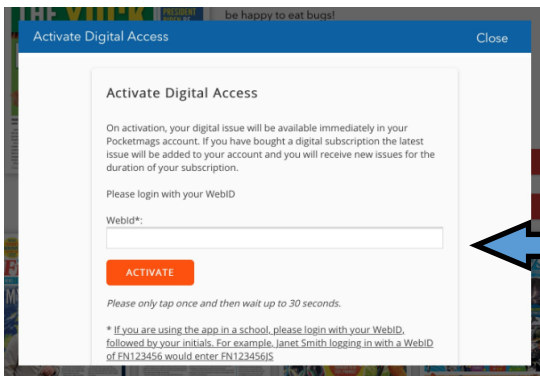 THE
PRESIDENT
be happy to eat bugs!
Activate Digital Access
Close
Activate Digital Access
On activation, your digital issue will be available immediately in your
Pocketmags account. If you have bought a digital subscription the latest
issue will be added to your account and you will receive new issues for the
duration of your subscription.
Please login with your WebID
WebId*:
ACTIVATE
Please only tap once and then wait up to 30 seconds.
* If you are using the app in a school, please login with your WebID,
followed by your initials. For example, Janet Smith logging in with a WebID
of FN123456 would enter FN123456JS